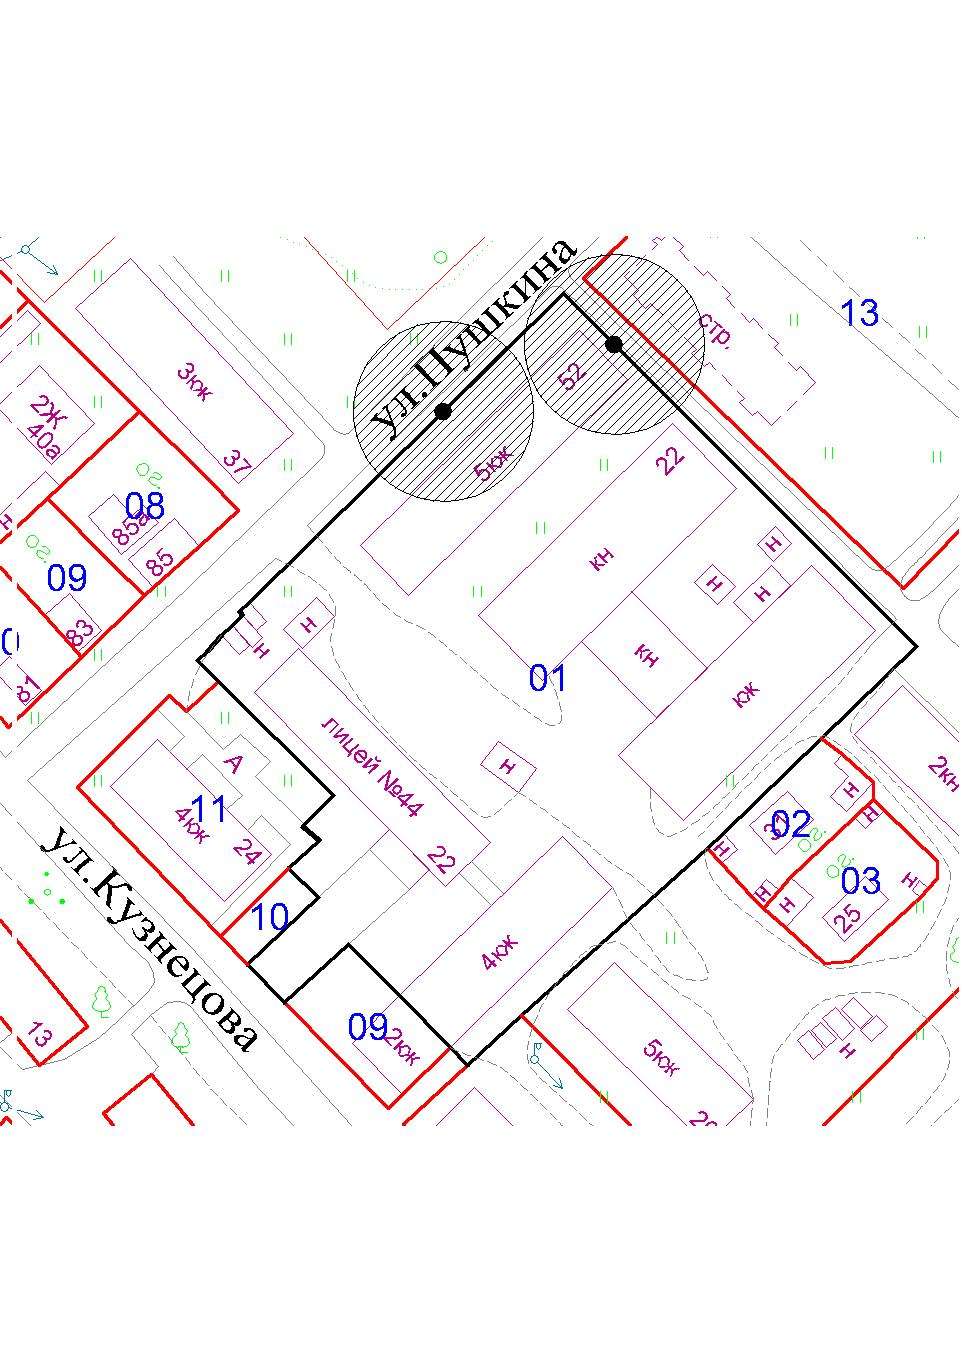 ул.Пушкина
13
стр.
3кж
37
52
5кж
22
2Ж
40а
08
85а
85
09
83
81
н
кн
н
н
н
кн
кж
01
н
н
лицей №44
22
н
А
11
4кж
24
10
ул.Кузнецова
4кж
09
2кж
13
2кн
н
02
н
н
н
03
н
н
25
5кж
н